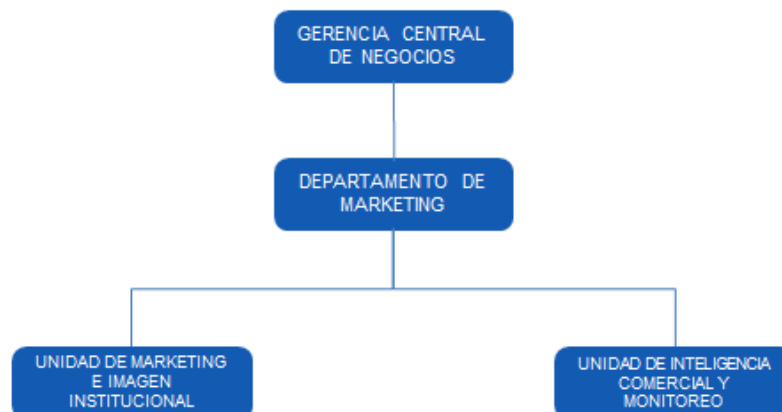 GERENCIA CENTRAL
DE NEGOCIOS
DEPARTAMENTO DE
MARKETING
UNIDAD DE MARKETING
E IMAGEN
INSTITUCIONAL
UNIDAD DE INTELIGENCIA
COMERCIAL Y
MONITOREO